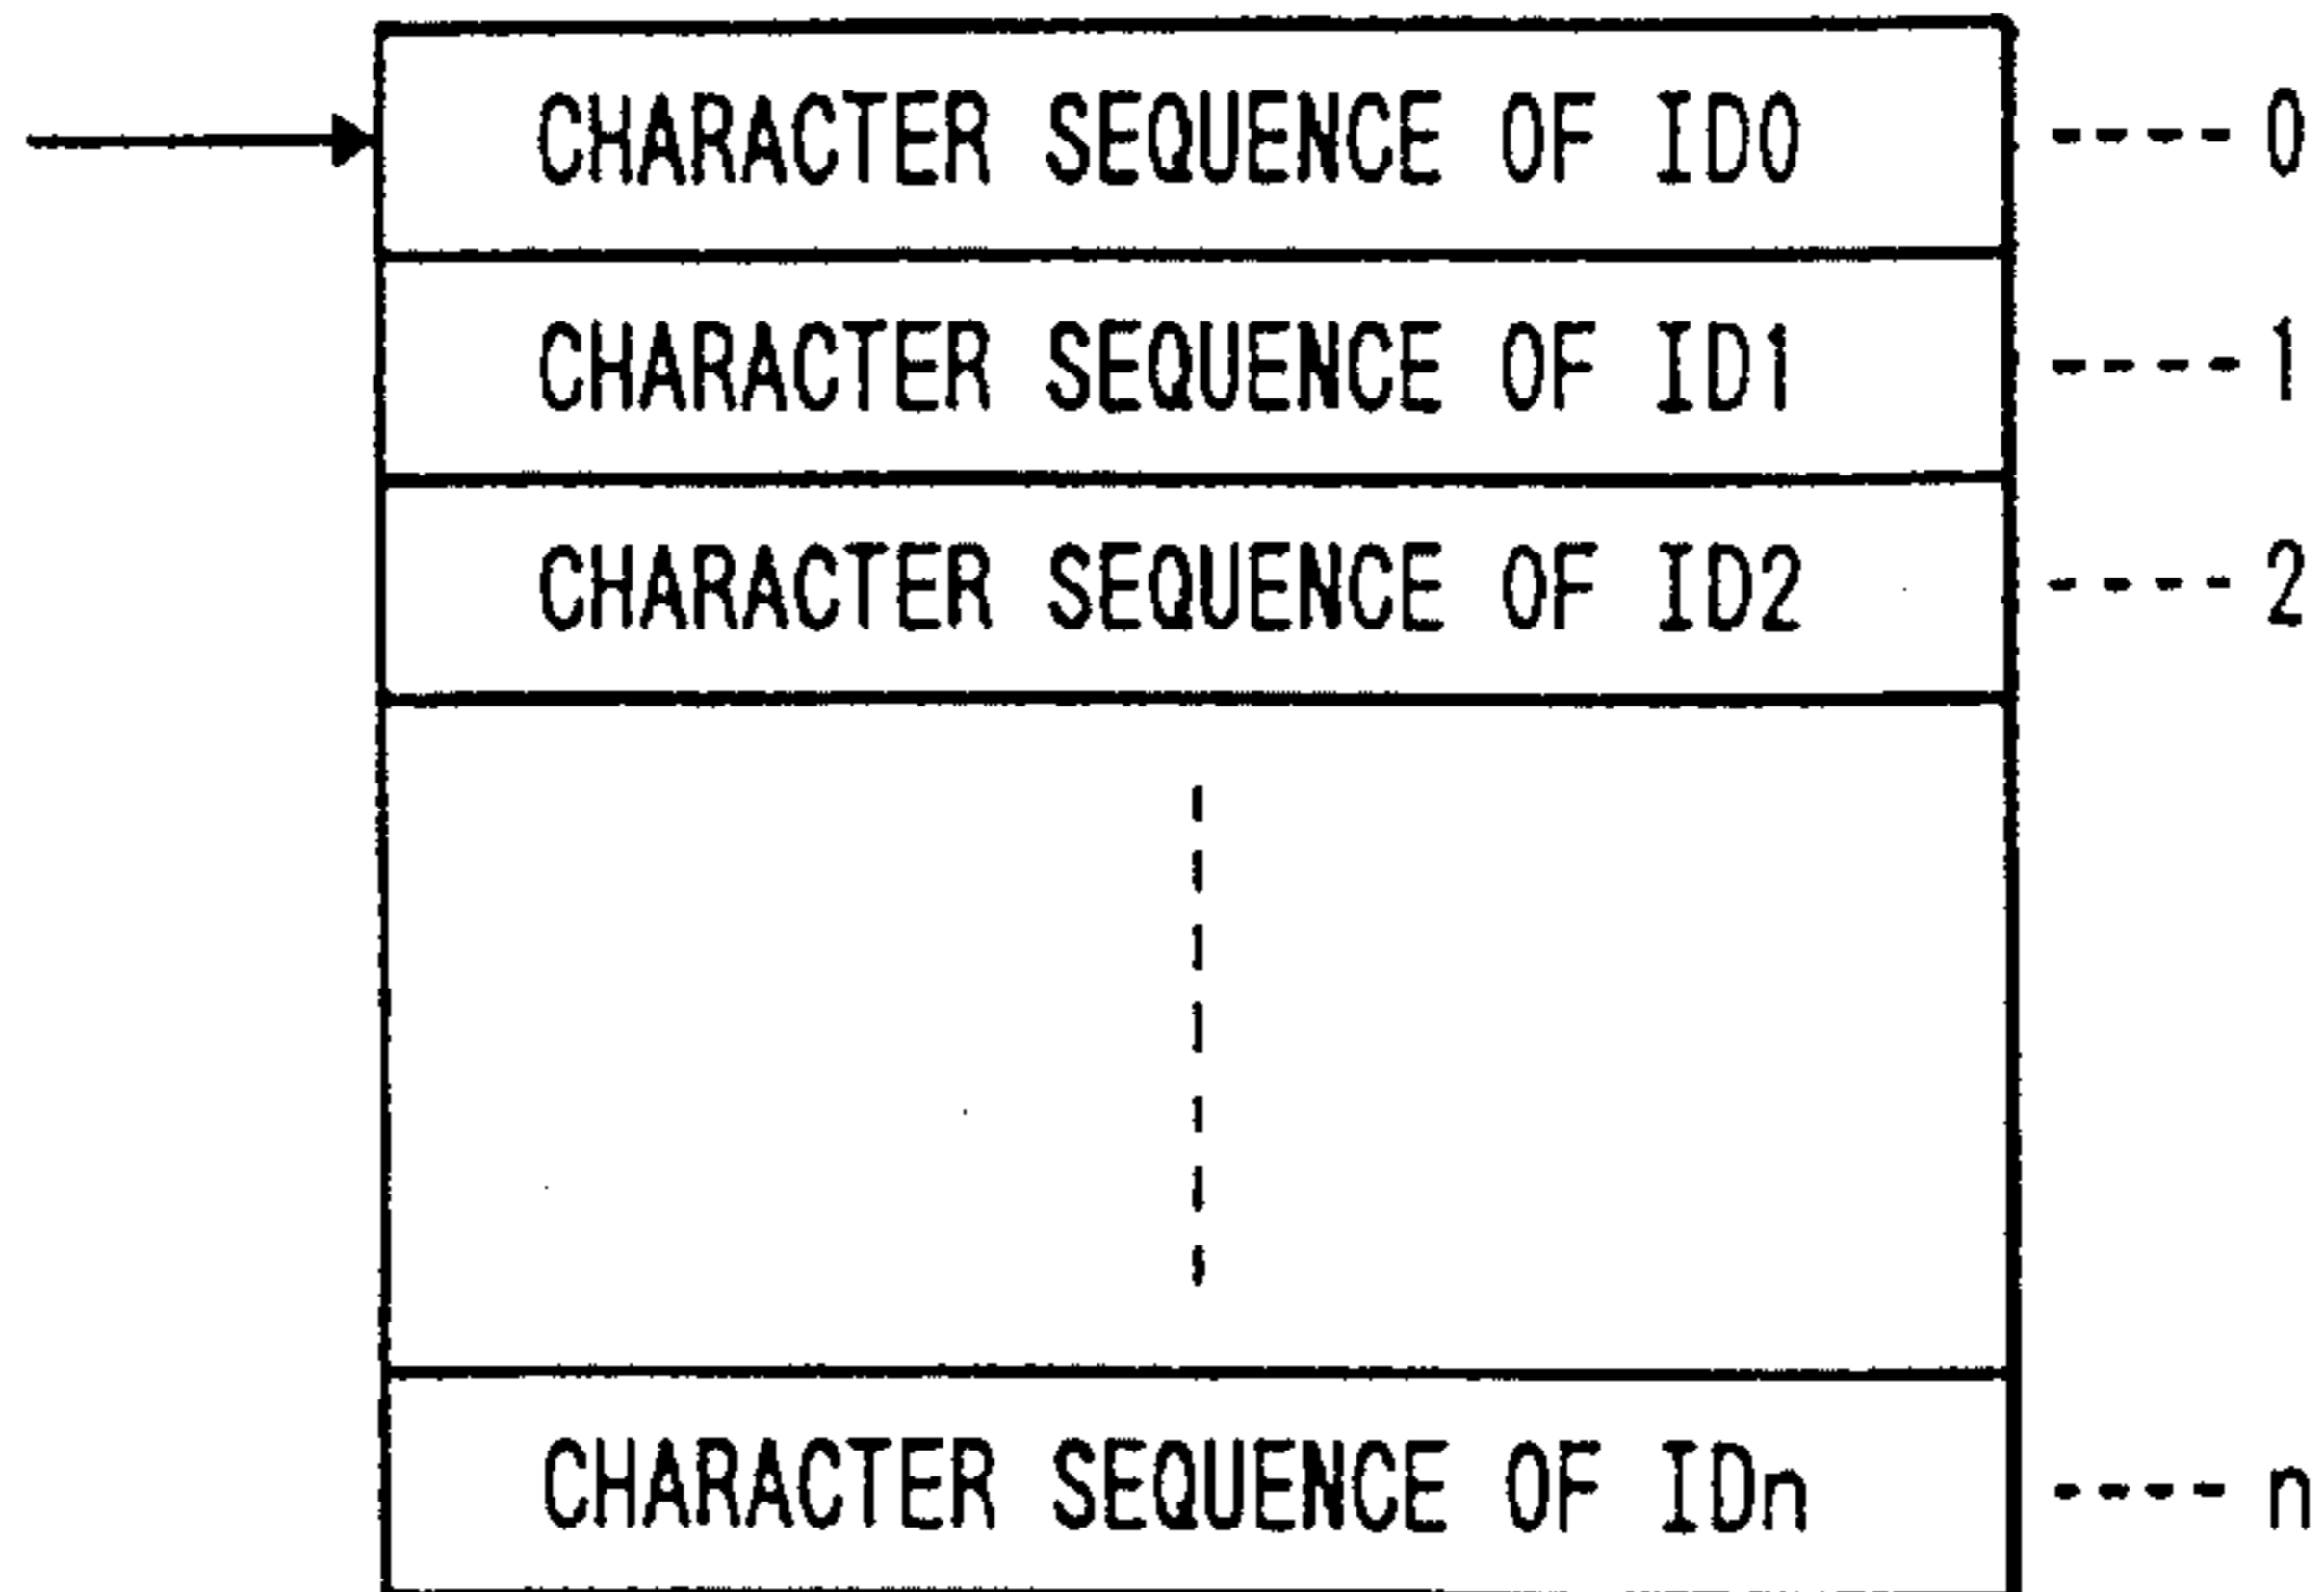 CHARACTER SEQUENCE OF ID0 ---- 0
CHARACTER SEQUENCE OF ID1 ---- 1
CHARACTER SEQUENCE OF ID2 ---- 2
CHARACTER SEQUENCE OF IDn ---- n